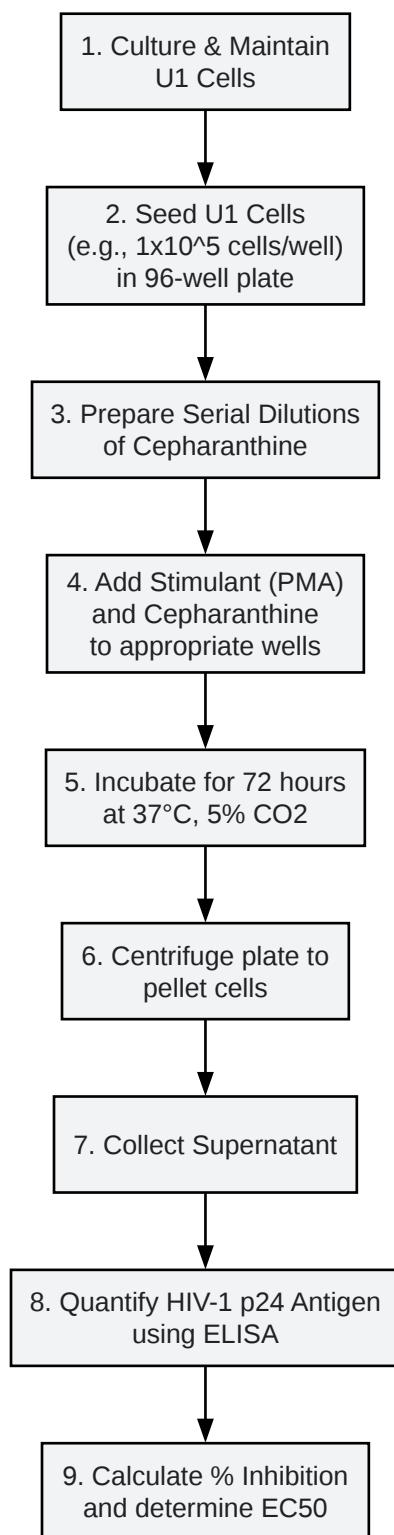 1. Culture & Maintain
U1 Cells
2. Seed U1 Cells
(e.g., 1x10^5 cells/well)
in 96-well plate
3. Prepare Serial Dilutions
of Cepharanthine
4. Add Stimulant (PMA)
and Cepharanthine
to appropriate wells
5. Incubate for 72 hours
at 37°C, 5% CO2
6. Centrifuge plate to
pellet cells
7. Collect Supernatant
8. Quantify HIV-1 p24 Antigen
using ELISA
9. Calculate % Inhibition
and determine EC50